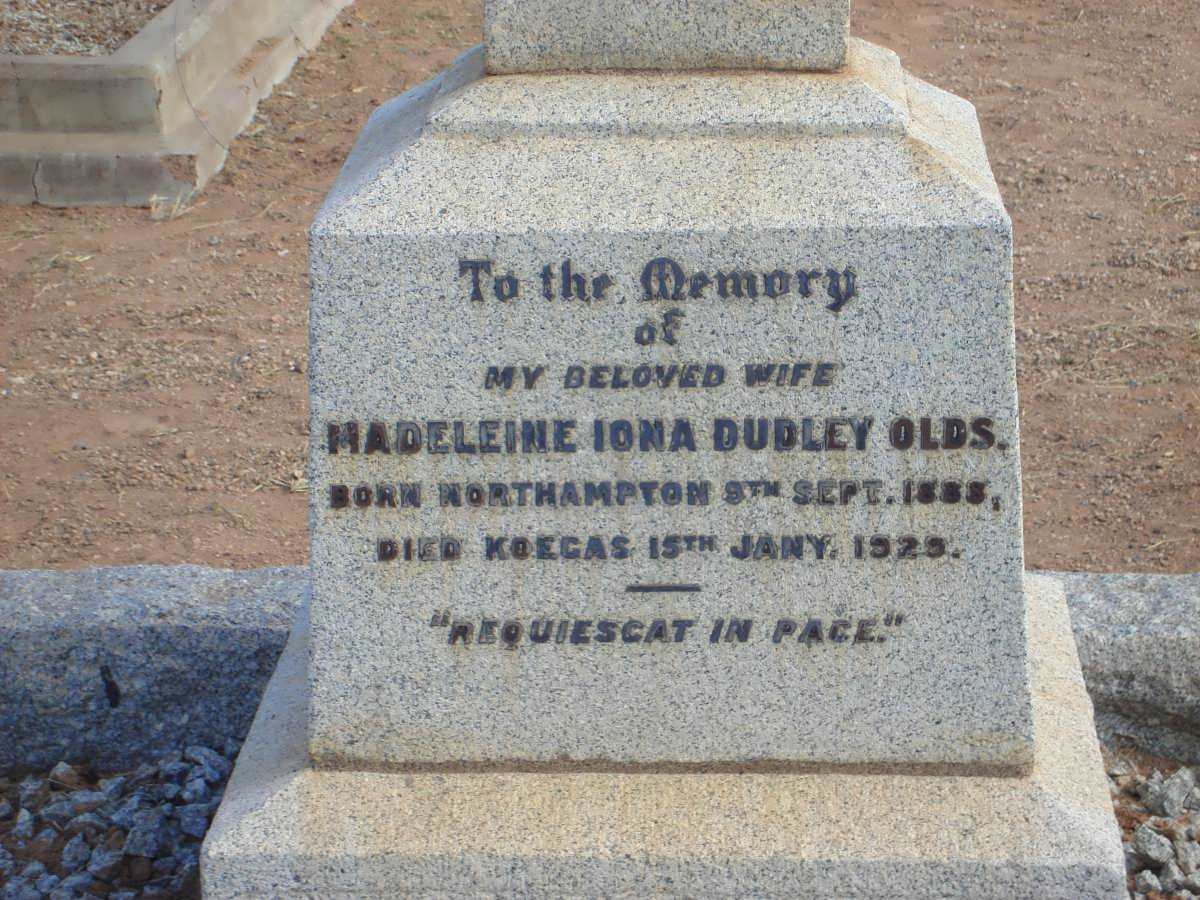 To the Memory
of
MY BELOVED WIFE
MADELEINE IONA DUDLEY OLDS.
BORN NORTHAMPTON 9TH SEPT. 1888,
DIED KOEGAS 15TH JANY. 1929.
"REQUIESCAT IN PACE."